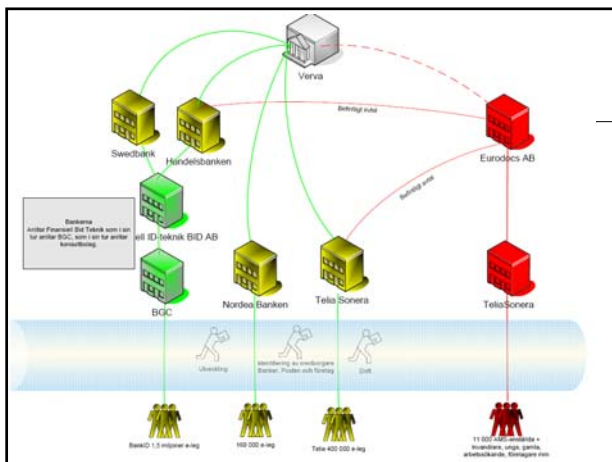 Verva
Swedbank
Handelsbanken
Befintligt avtal
Eurodocs AB
Bankerna
Anlitar Finansiell Bid Teknik som i sin
tur anlitar BGC, som i sin tur anlitar
konsultbolag.
ell ID-teknik BID AB
Befintligt avtal
BGC
Nordea Banken
Telia Sonera
TeliaSonera
Utveckling
Identifiering av medborgare
Banker, Posten och företag
Drift
BankID 1,5 miljoner e-leg
160 000 e-leg
Telia 400 000 e-leg
11 000 AMS-anställda +
invandrare, unga, gamla,
arbetssökande, företagare mm